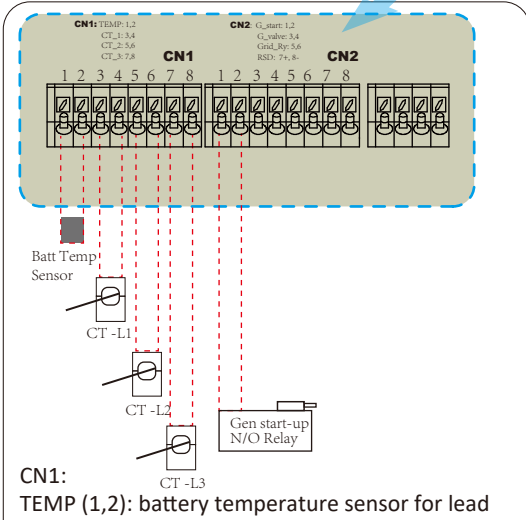 CN1: TEMP: 1,2
CT_1: 3,4
CT_2: 5,6
CT_3: 7,8
CN2: G_start: 1,2
G_valve: 3,4
Grid_Ry: 5,6
RSD: 7+, 8-
CN1
CN2
1 2 3 4 5 6 7 8
1 2 3 4 5 6 7 8
Batt Temp
Sensor
CT -L1
CT -L2
CT -L3
Gen start-up
N/O Relay
CN1:
TEMP (1,2): battery temperature sensor for lead